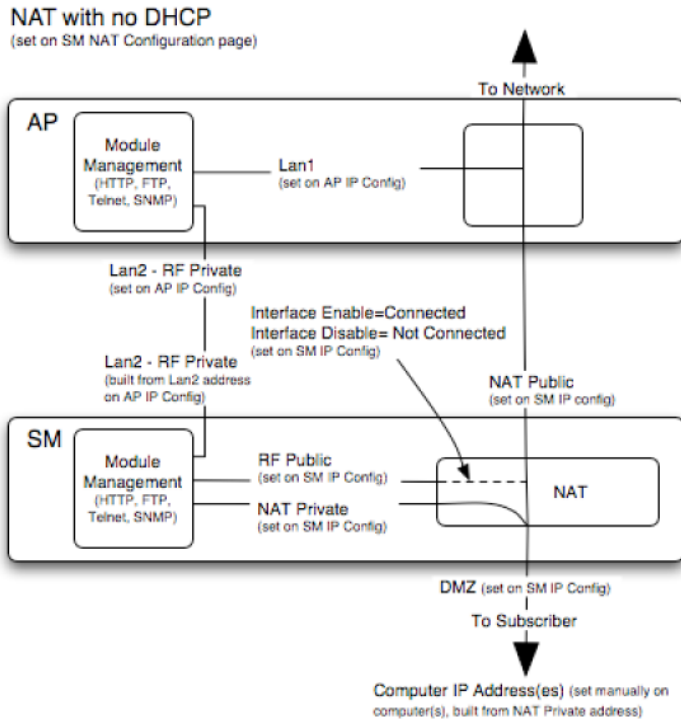 NAT with no DHCP
(set on SM NAT Configuration page)
To Network
AP
Module
Management
(HTTP, FTP,
Telnet, SNMP)
Lan1
(set on AP IP Config)
Lan2 - RF Private
(set on AP IP Config)
Interface Enable=Connected
Interface Disable= Not Connected
(set on SM IP Config)
Lan2 - RF Private
(built from Lan2 address
on AP IP Config)
NAT Public
(set on SM IP config)
SM
Module
Management
(HTTP, FTP,
Telnet, SNMP)
RF Public
(set on SM IP Config)
NAT Private
(set on SM IP Config)
NAT
DMZ (set on SM IP Config)
To Subscriber
Computer IP Address(es) (set manually on
computer(s), built from NAT Private address)